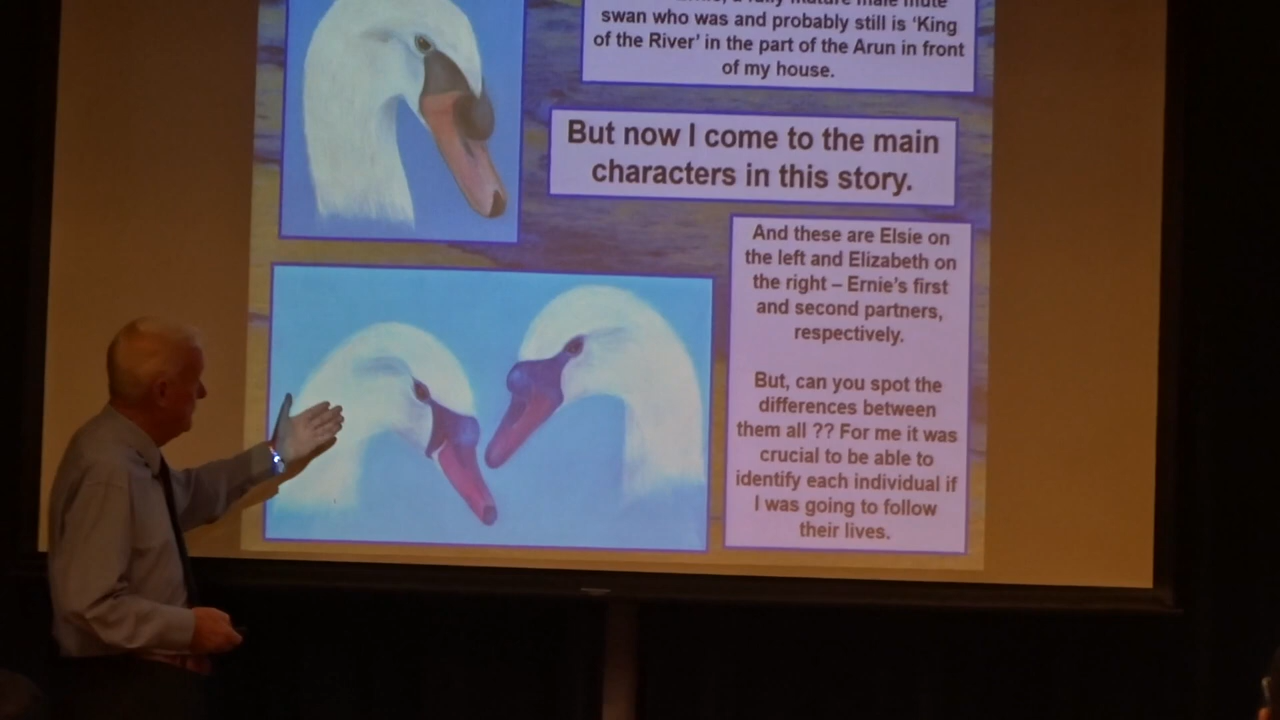 swan who was and probably still is ‘King
of the River’ in the part of the Arun in front
of my house.
But now I come to the main
characters in this story.
And these are Elsie on
the left and Elizabeth on
the right – Ernie’s first
and second partners,
respectively.
But, can you spot the
differences between
them all ?? For me it was
crucial to be able to
identify each individual if
I was going to follow
their lives.